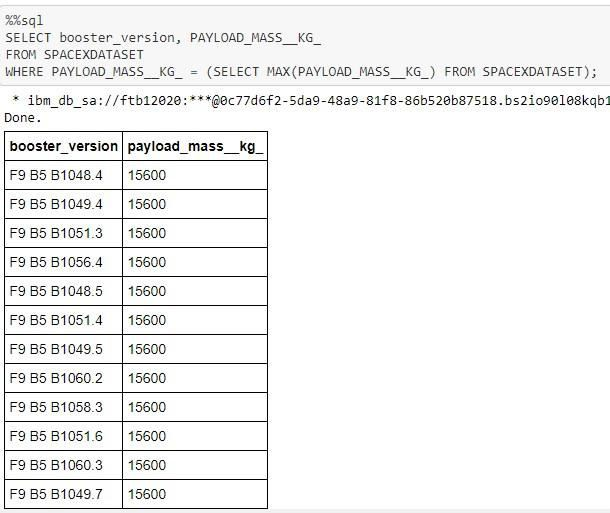 %%sql
SELECT booster_version, PAYLOAD_MASS__KG_
FROM SPACEXDATASET
WHERE PAYLOAD_MASS__KG_ = (SELECT MAX(PAYLOAD_MASS__KG_) FROM SPACEXDATASET);
* ibm_db_sa://ftb12020:***@0c77d6f2-5da9-48a9-81f8-86b520b87518.bs2io90l08kqb1
Done.
booster_version payload_mass__kg_
F9 B5 B1048.4 15600
F9 B5 B1049.4 15600
F9 B5 B1051.3 15600
F9 B5 B1056.4 15600
F9 B5 B1048.5 15600
F9 B5 B1051.4 15600
F9 B5 B1049.5 15600
F9 B5 B1060.2 15600
F9 B5 B1058.3 15600
F9 B5 B1051.6 15600
F9 B5 B1060.3 15600
F9 B5 B1049.7 15600